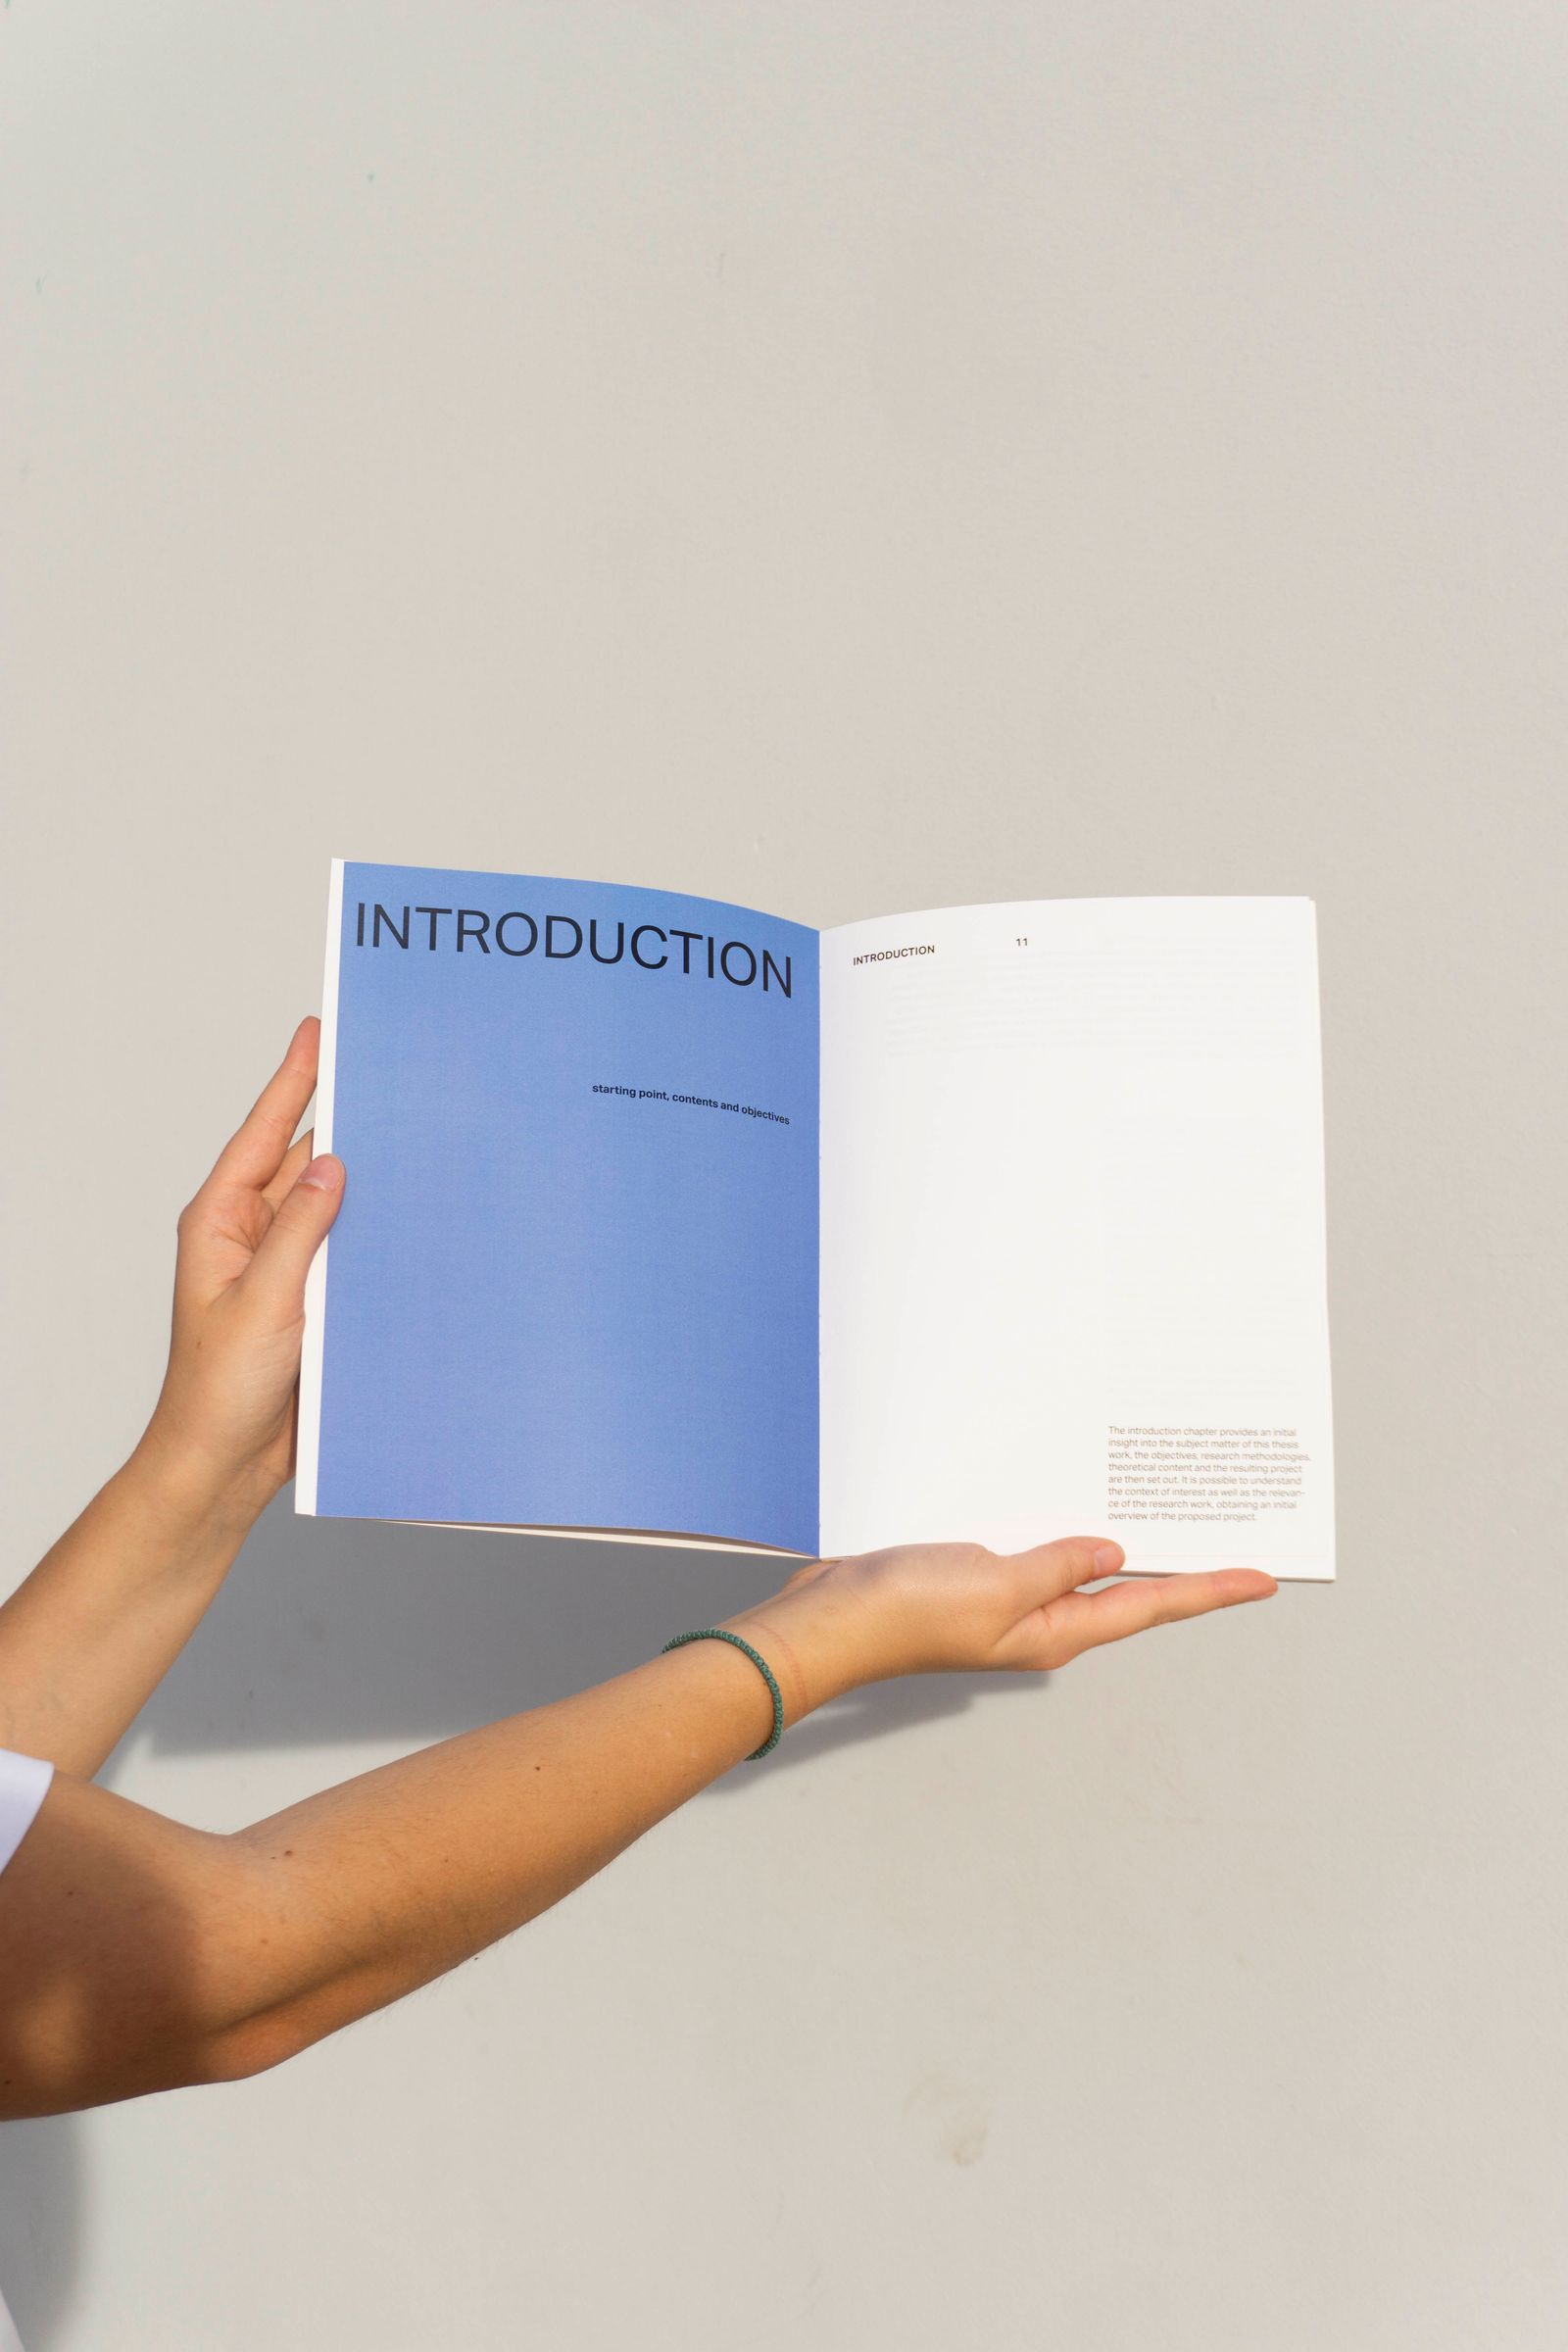 INTRODUCTION
starting point, contents and objectives
INTRODUCTION 11
The introduction chapter provides an initial
insight into the subject matter of this thesis
work, the objectives, research methodologies,
theoretical content and the resulting project
are then set out. It is possible to understand
the context of interest as well as the relevan-
ce of the research work, obtaining an initial
overview of the proposed project.